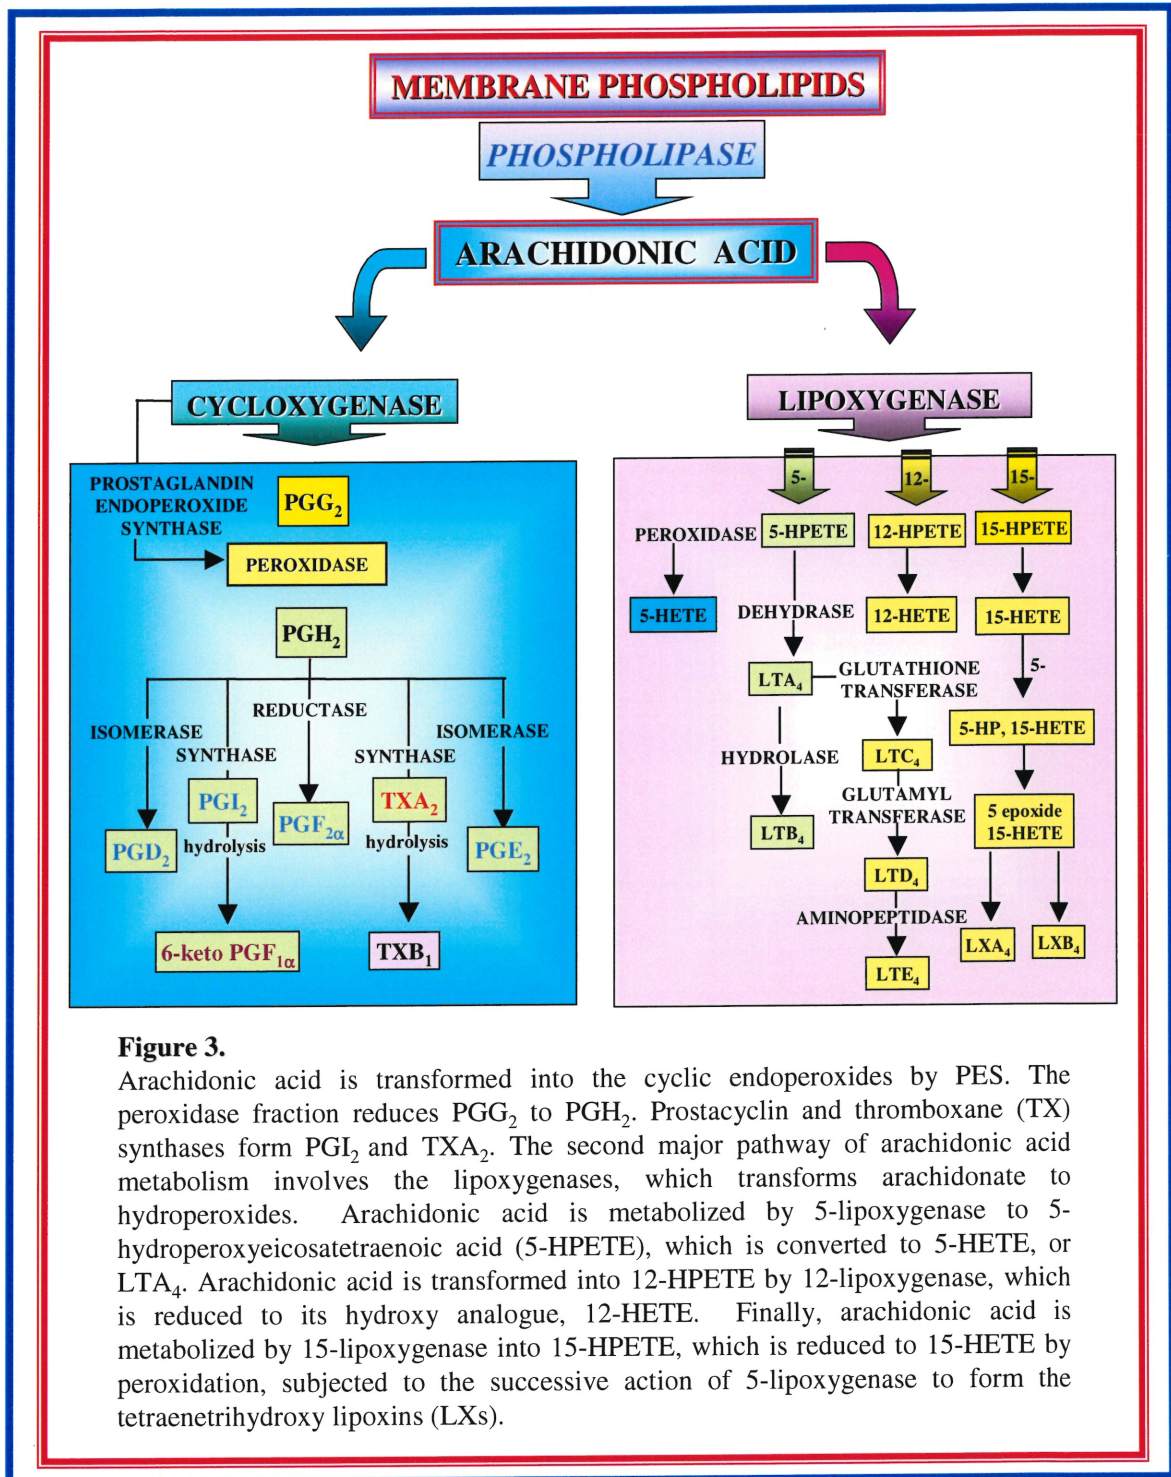 MEMBRANE PHOSPHOLIPIDS
PHOSPHOLIPASE
ARACHIDONIC ACID
CYCLOXYGENASE
PROSTAGLANDIN
ENDOPEROXIDE
SYNTHASE
PGG₂
PEROXIDASE
PGH₂
ISOMERASE
SYNTHASE
REDUCTASE
SYNTHASE
ISOMERASE
PGI₂
PGF₂α
TXA₂
PGD₂
hydrolysis
hydrolysis
PGE₂
6-keto PGF₁α
TXB₁
LIPOXYGENASE
5-
12-
15-
PEROXIDASE
5-HPETE
12-HPETE
15-HPETE
5-HETE
DEHYDRASE
12-HETE
15-HETE
5-
LTA₄
GLUTATHIONE
TRANSFERASE
5-HP, 15-HETE
HYDROLASE
LTC₄
GLUTAMYL
TRANSFERASE
5 epoxide
15-HETE
LTB₄
LTD₄
AMINOPEPTIDASE
LXA₄
LXB₄
LTE₄
Figure 3.
Arachidonic acid is transformed into the cyclic endoperoxides by PES. The
peroxidase fraction reduces PGG₂ to PGH₂. Prostacyclin and thromboxane (TX)
synthases form PGI₂ and TXA₂. The second major pathway of arachidonic acid
metabolism involves the lipoxygenases, which transforms arachidonate to
hydroperoxides. Arachidonic acid is metabolized by 5-lipoxygenase to 5-
hydroperoxyeicosatetraenoic acid (5-HPETE), which is converted to 5-HETE, or
LTA₄. Arachidonic acid is transformed into 12-HPETE by 12-lipoxygenase, which
is reduced to its hydroxy analogue, 12-HETE. Finally, arachidonic acid is
metabolized by 15-lipoxygenase into 15-HPETE, which is reduced to 15-HETE by
peroxidation, subjected to the successive action of 5-lipoxygenase to form the
tetraenetrihydroxy lipoxins (LXs).